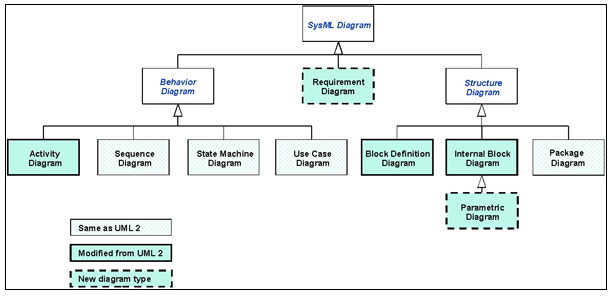 SysML Diagram
Behavior
Diagram
Requirement
Diagram
Structure
Diagram
Activity
Diagram
Sequence
Diagram
State Machine
Diagram
Use Case
Diagram
Block Definition
Diagram
Internal Block
Diagram
Package
Diagram
Parametric
Diagram
Same as UML 2
Modified from UML 2
New diagram type